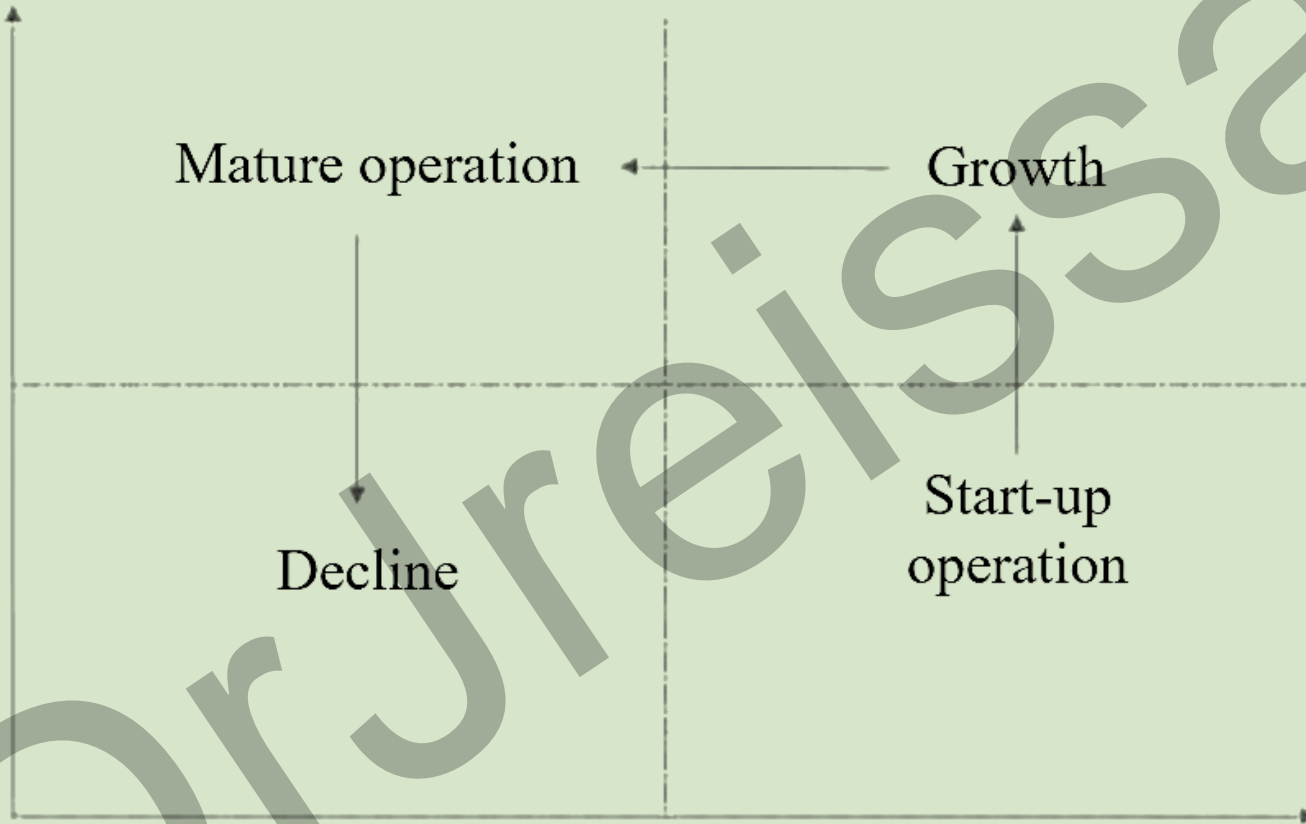 Mature operation
Growth
Start-up
operation
Decline
DrJreissa